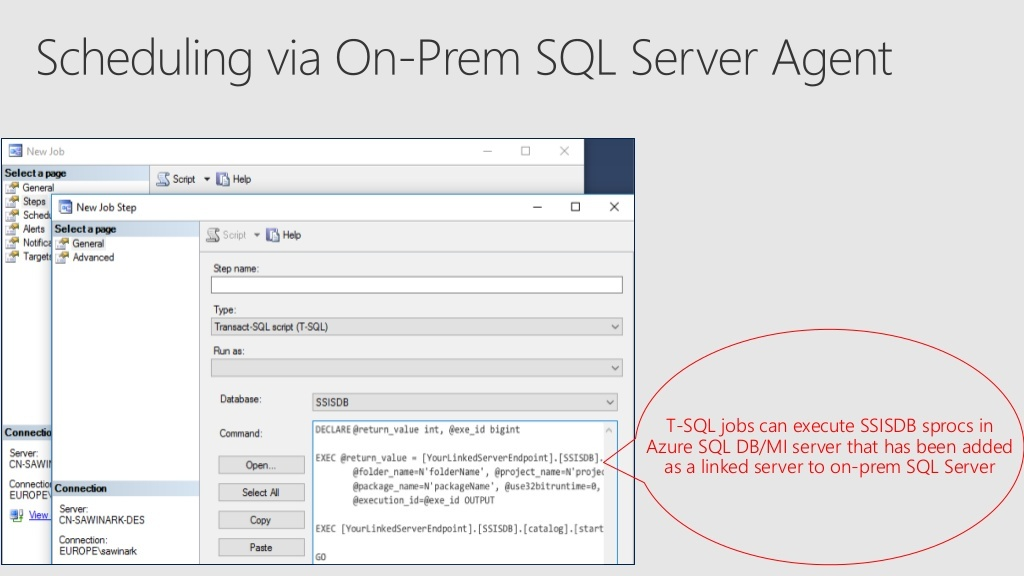 Scheduling via On-Prem SQL Server Agent
New Job
Select a page
Script
Help
General
Steps
Alerts
New Job Step
Select a page
General
Advanced
Script
Help
Step name:
Type:
Transact-SQL script (T-SQL)
Run as:
Database:
SSISDB
Command:
DECLARE @return_value int, @exe_id bigint
EXEC @return_value = [YourLinkedServerEndpoint].[SSISDB].
@folder_name=N'folderName', @project_name=N'projec
@package_name=N'packageName', @use32bitruntime=0,
@execution_id=@exe_id OUTPUT
EXEC [YourLinkedServerEndpoint].[SSISDB].[catalog].[start
GO
Open...
Select All
Copy
Paste
Server:
View
Connection
Server:
CN-SAWINARK-DES
Connection:
EUROPE\sawinark
T-SQL jobs can execute SSISDB sprocs in
Azure SQL DB/MI server that has been added
as a linked server to on-prem SQL Server